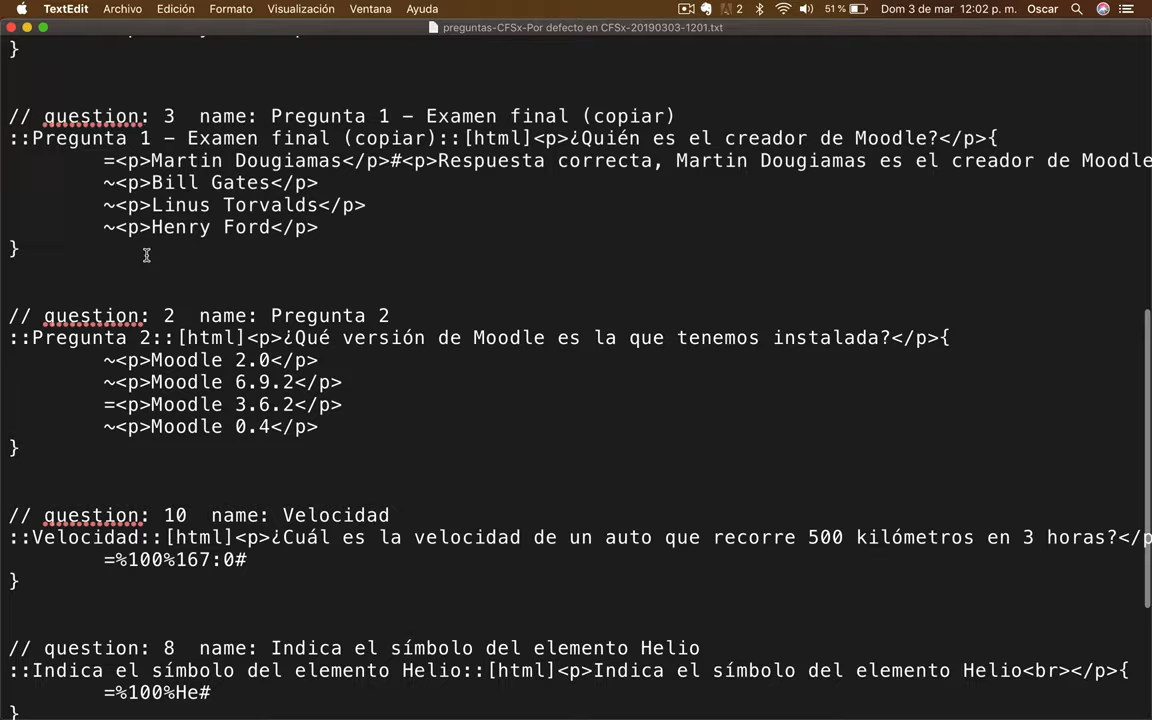 TextEdit Archivo Edición Formato Visualización Ventana Ayuda 2 51 % Dom 3 de mar 12:02 p. m. Oscar
preguntas-CFSx-Por defecto en CFSx-20190303-1201.txt
}
// question: 3  name: Pregunta 1 – Examen final (copiar)
::Pregunta 1 – Examen final (copiar)::[html]<p>¿Quién es el creador de Moodle?</p>{
=<p>Martin Dougiamas</p>#<p>Respuesta correcta, Martin Dougiamas es el creador de Moodle
~<p>Bill Gates</p>
~<p>Linus Torvalds</p>
~<p>Henry Ford</p>
}
// question: 2  name: Pregunta 2
::Pregunta 2::[html]<p>¿Qué versión de Moodle es la que tenemos instalada?</p>{
~<p>Moodle 2.0</p>
~<p>Moodle 6.9.2</p>
=<p>Moodle 3.6.2</p>
~<p>Moodle 0.4</p>
}
// question: 10  name: Velocidad
::Velocidad::[html]<p>¿Cuál es la velocidad de un auto que recorre 500 kilómetros en 3 horas?</p
=%100%167:0#
}
// question: 8  name: Indica el símbolo del elemento Helio
::Indica el símbolo del elemento Helio::[html]<p>Indica el símbolo del elemento Helio<br></p>{
=%100%He#
}